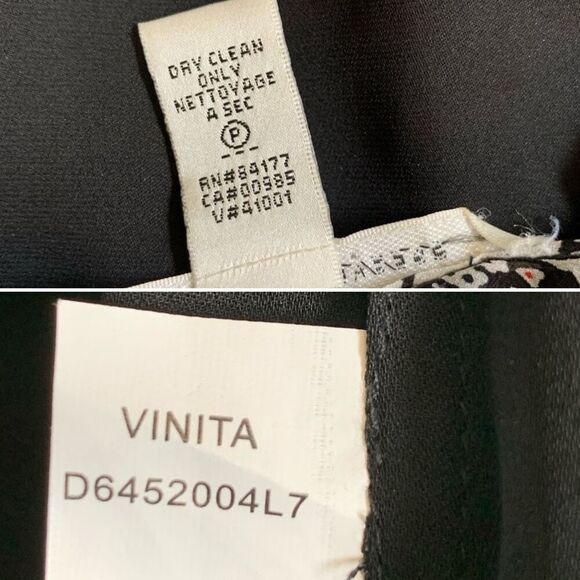 DRY CLEAN
ONLY
NETTOYAGE
A SEC
P
RN#84177
CA#00985
V#41001
VINITA
D6452004L7